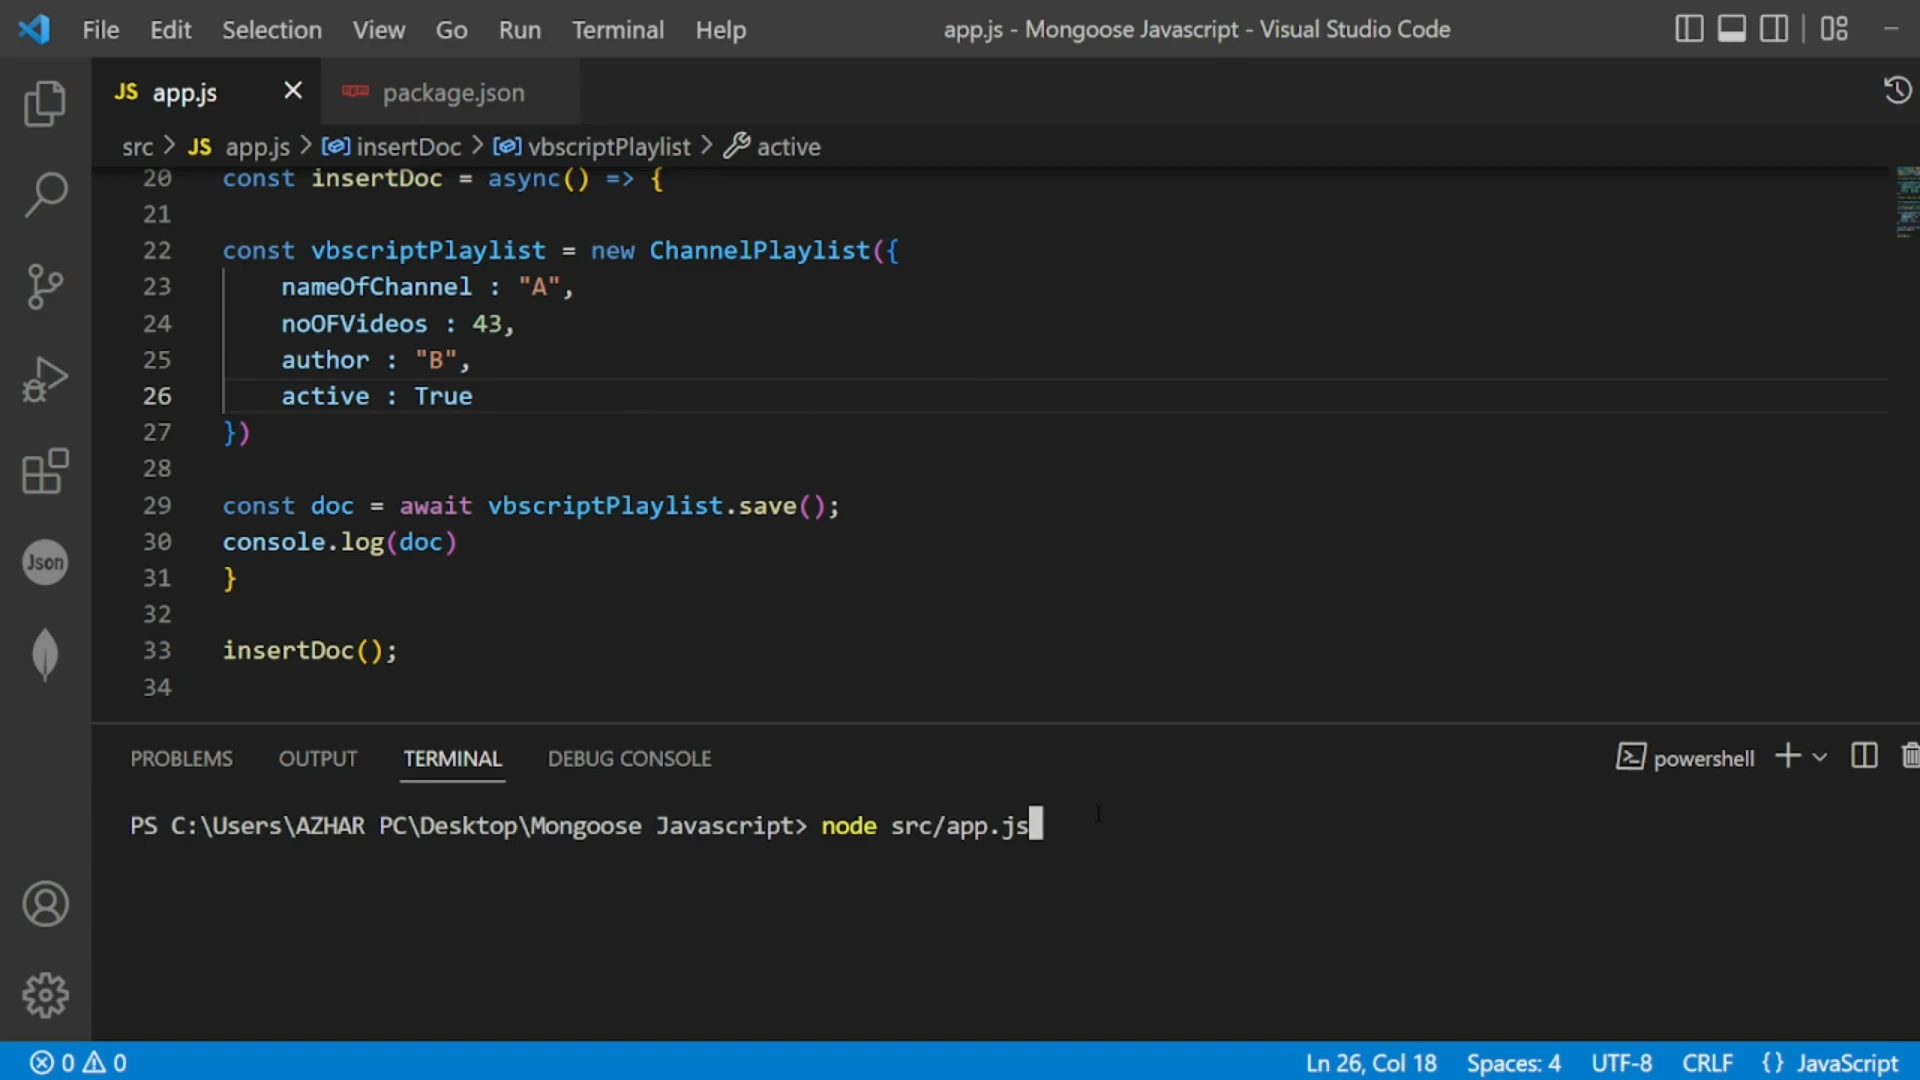 File Edit Selection View Go Run Terminal Help app.js - Mongoose Javascript - Visual Studio Code
JS app.js package.json
src > JS app.js > insertDoc > vbscriptPlaylist > active
20 const insertDoc = async() => {
21
22 const vbscriptPlaylist = new ChannelPlaylist({
23 nameOfChannel : "A",
24 noOFVideos : 43,
25 author : "B",
26 active : True
27 })
28
29 const doc = await vbscriptPlaylist.save();
30 console.log(doc)
31 }
32
33 insertDoc();
34
Json
PROBLEMS OUTPUT TERMINAL DEBUG CONSOLE powershell
PS C:\Users\AZHAR PC\Desktop\Mongoose Javascript> node src/app.js
0 0 Ln 26, Col 18 Spaces: 4 UTF-8 CRLF {} JavaScript